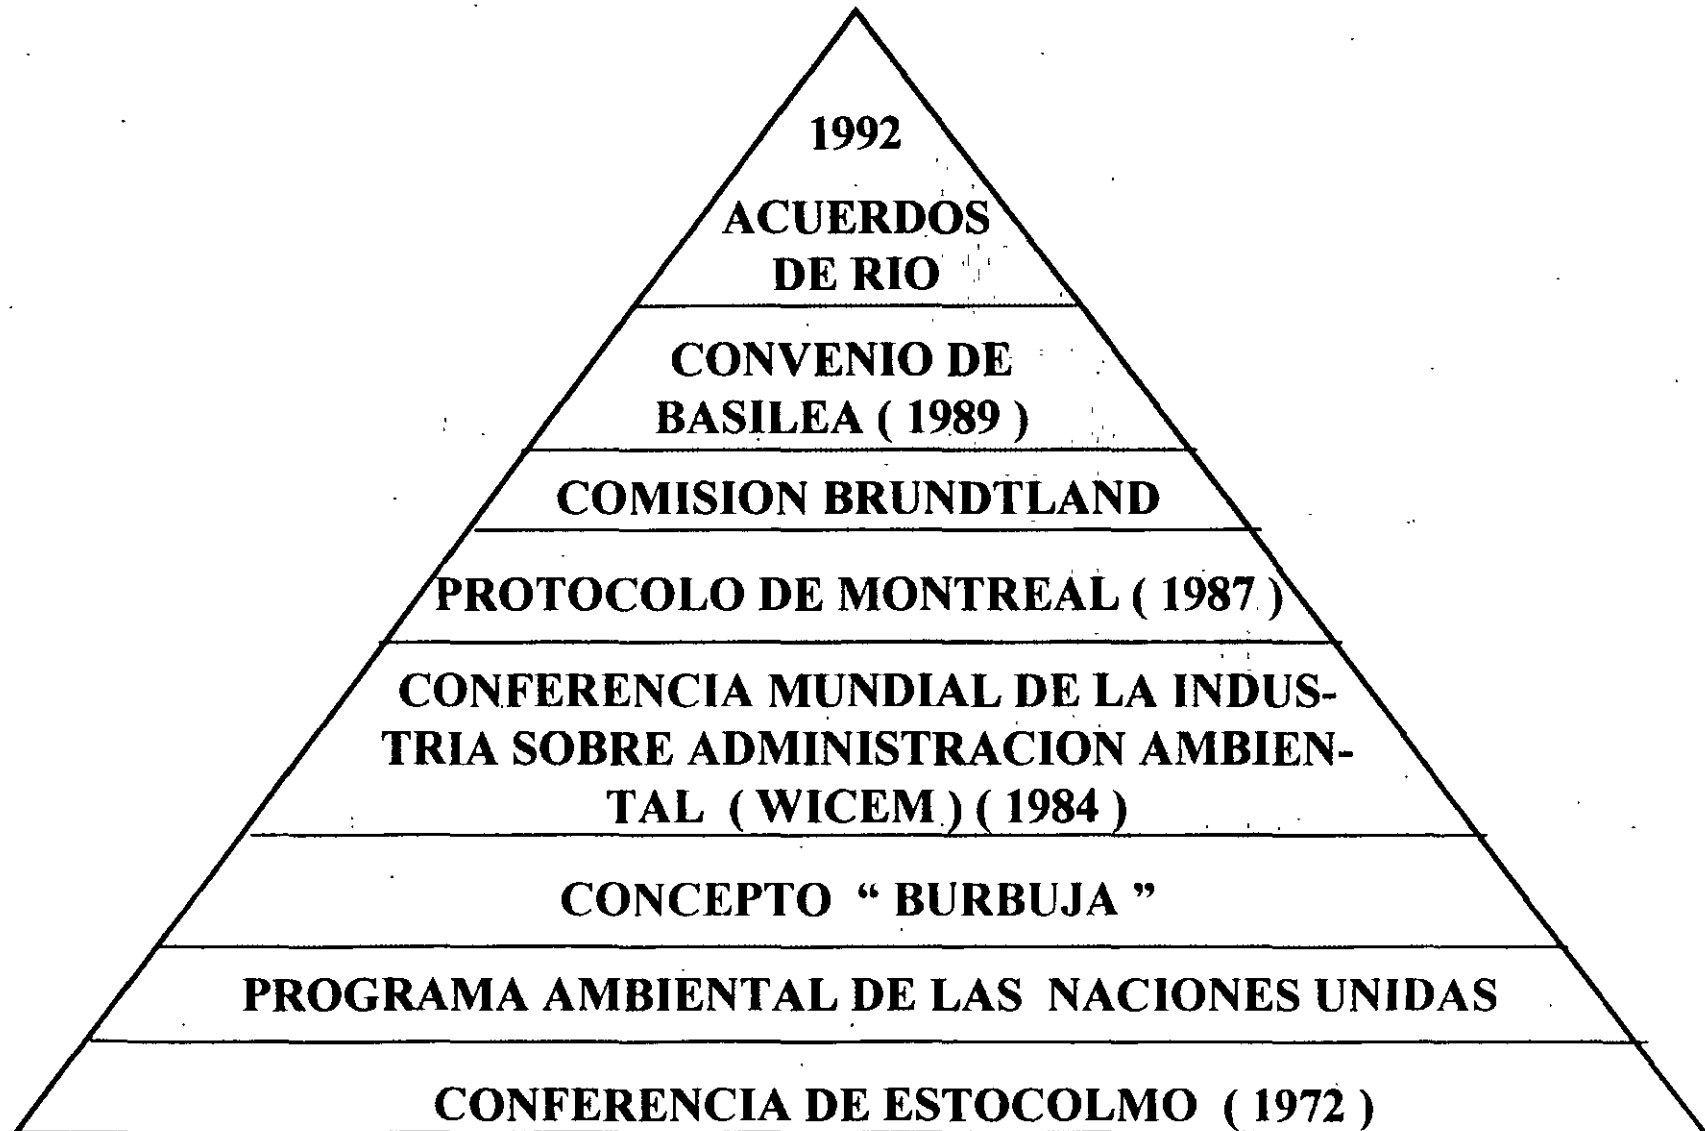 1992
ACUERDOS
DE RIO
CONVENIO DE
BASILEA ( 1989 )
COMISION BRUNDTLAND
PROTOCOLO DE MONTREAL ( 1987 )
CONFERENCIA MUNDIAL DE LA INDUS-
TRIA SOBRE ADMINISTRACION AMBIEN-
TAL ( WICEM ) ( 1984 )
CONCEPTO “ BURBUJA ”
PROGRAMA AMBIENTAL DE LAS NACIONES UNIDAS
CONFERENCIA DE ESTOCOLMO ( 1972 )